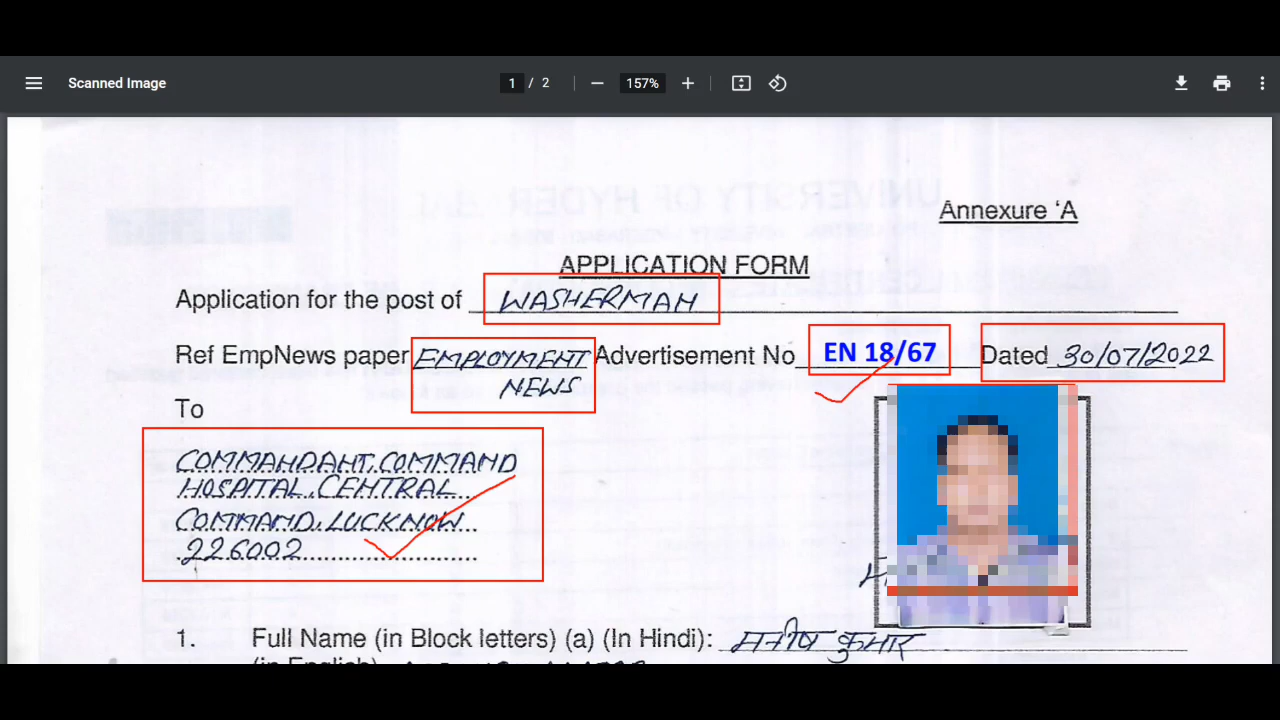 Scanned Image
1 / 2
157%
Annexure 'A
APPLICATION FORM
Application for the post of WASHERMAN
Ref EmpNews paper EMPLOYMENT NEWS Advertisement No EN 18/67 Dated 30/07/2022
To
COMMANDANT, COMMAND
HOSPITAL, CENTRAL
COMMAND, LUCKNOW
226002
1. Full Name (in Block letters) (a) (In Hindi):
(in English)